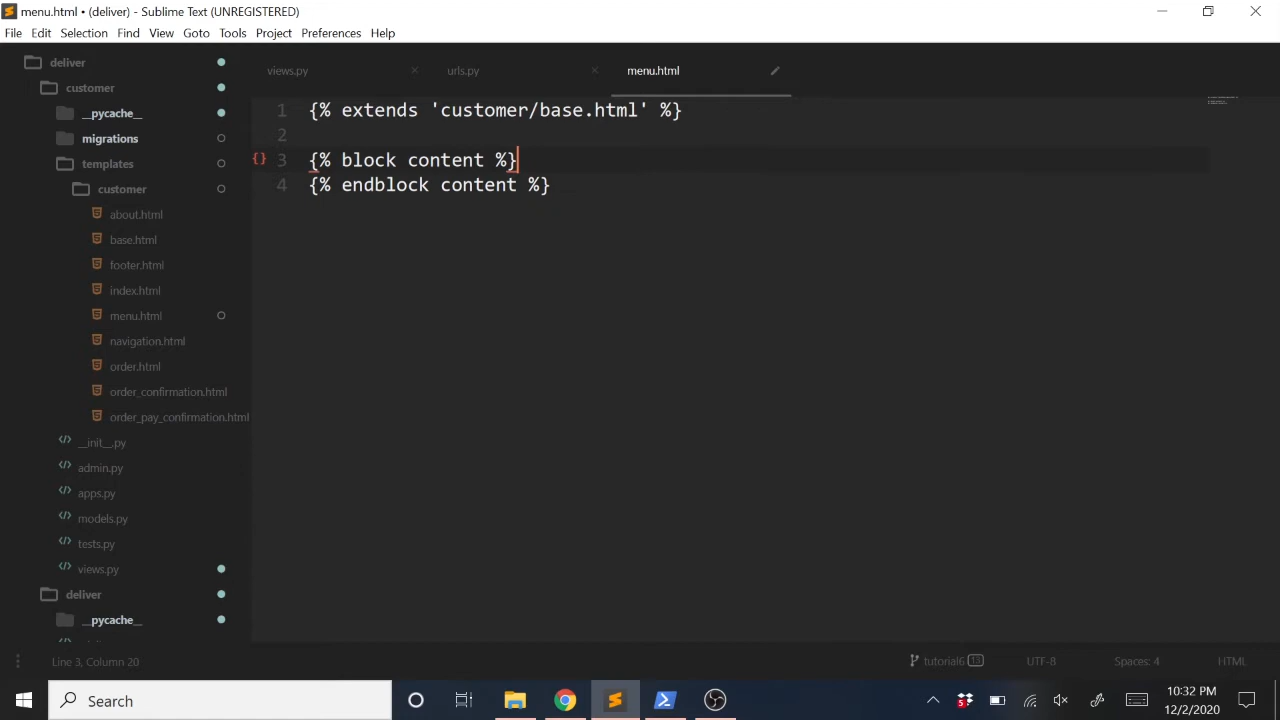 menu.html • (deliver) - Sublime Text (UNREGISTERED)
File Edit Selection Find View Goto Tools Project Preferences Help
deliver
customer
__pycache__
migrations
templates
customer
about.html
base.html
footer.html
index.html
menu.html
navigation.html
order.html
order_confirmation.html
order_pay_confirmation.html
__init__.py
admin.py
apps.py
models.py
tests.py
views.py
deliver
__pycache__
views.py urls.py menu.html
1 {% extends 'customer/base.html' %}
2
{} 3 {% block content %}
4 {% endblock content %}
Line 3, Column 20 tutorial6 13 UTF-8 Spaces: 4 HTML
Search
10:32 PM
12/2/2020